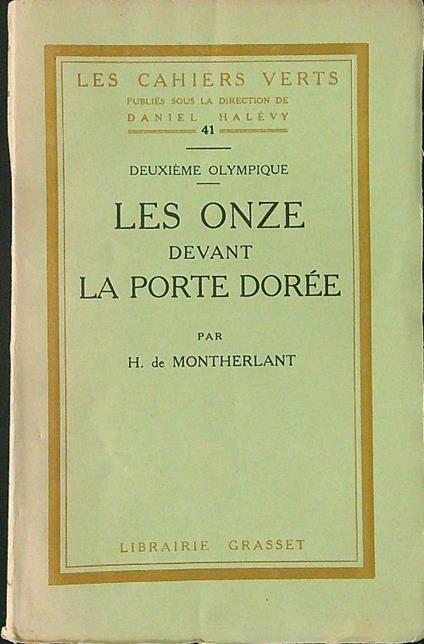 LES CAHIERS VERTS
PUBLIÉS SOUS LA DIRECTION DE
DANIEL HALÉVY
41
DEUXIÈME OLYMPIQUE
LES ONZE
DEVANT
LA PORTE DORÉE
PAR
H. de MONTHERLANT
LIBRAIRIE GRASSET